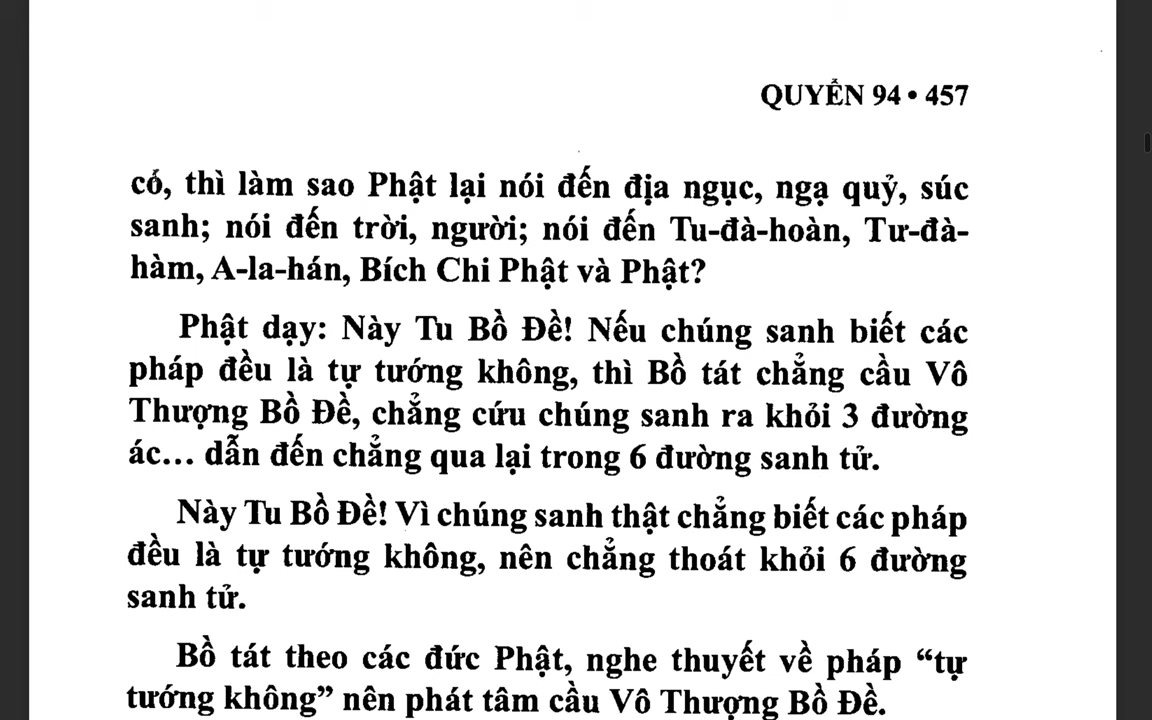 QUYỂN 94 • 457
có, thì làm sao Phật lại nói đến địa ngục, ngạ quỷ, súc
sanh; nói đến trời, người; nói đến Tu-đà-hoàn, Tư-đà-
hàm, A-la-hán, Bích Chi Phật và Phật?
Phật dạy: Này Tu Bồ Đề! Nếu chúng sanh biết các
pháp đều là tự tướng không, thì Bồ tát chẳng cầu Vô
Thượng Bồ Đề, chẳng cứu chúng sanh ra khỏi 3 đường
ác... dẫn đến chẳng qua lại trong 6 đường sanh tử.
Này Tu Bồ Đề! Vì chúng sanh thật chẳng biết các pháp
đều là tự tướng không, nên chẳng thoát khỏi 6 đường
sanh tử.
Bồ tát theo các đức Phật, nghe thuyết về pháp “tự
tướng không” nên phát tâm cầu Vô Thượng Bồ Đề.